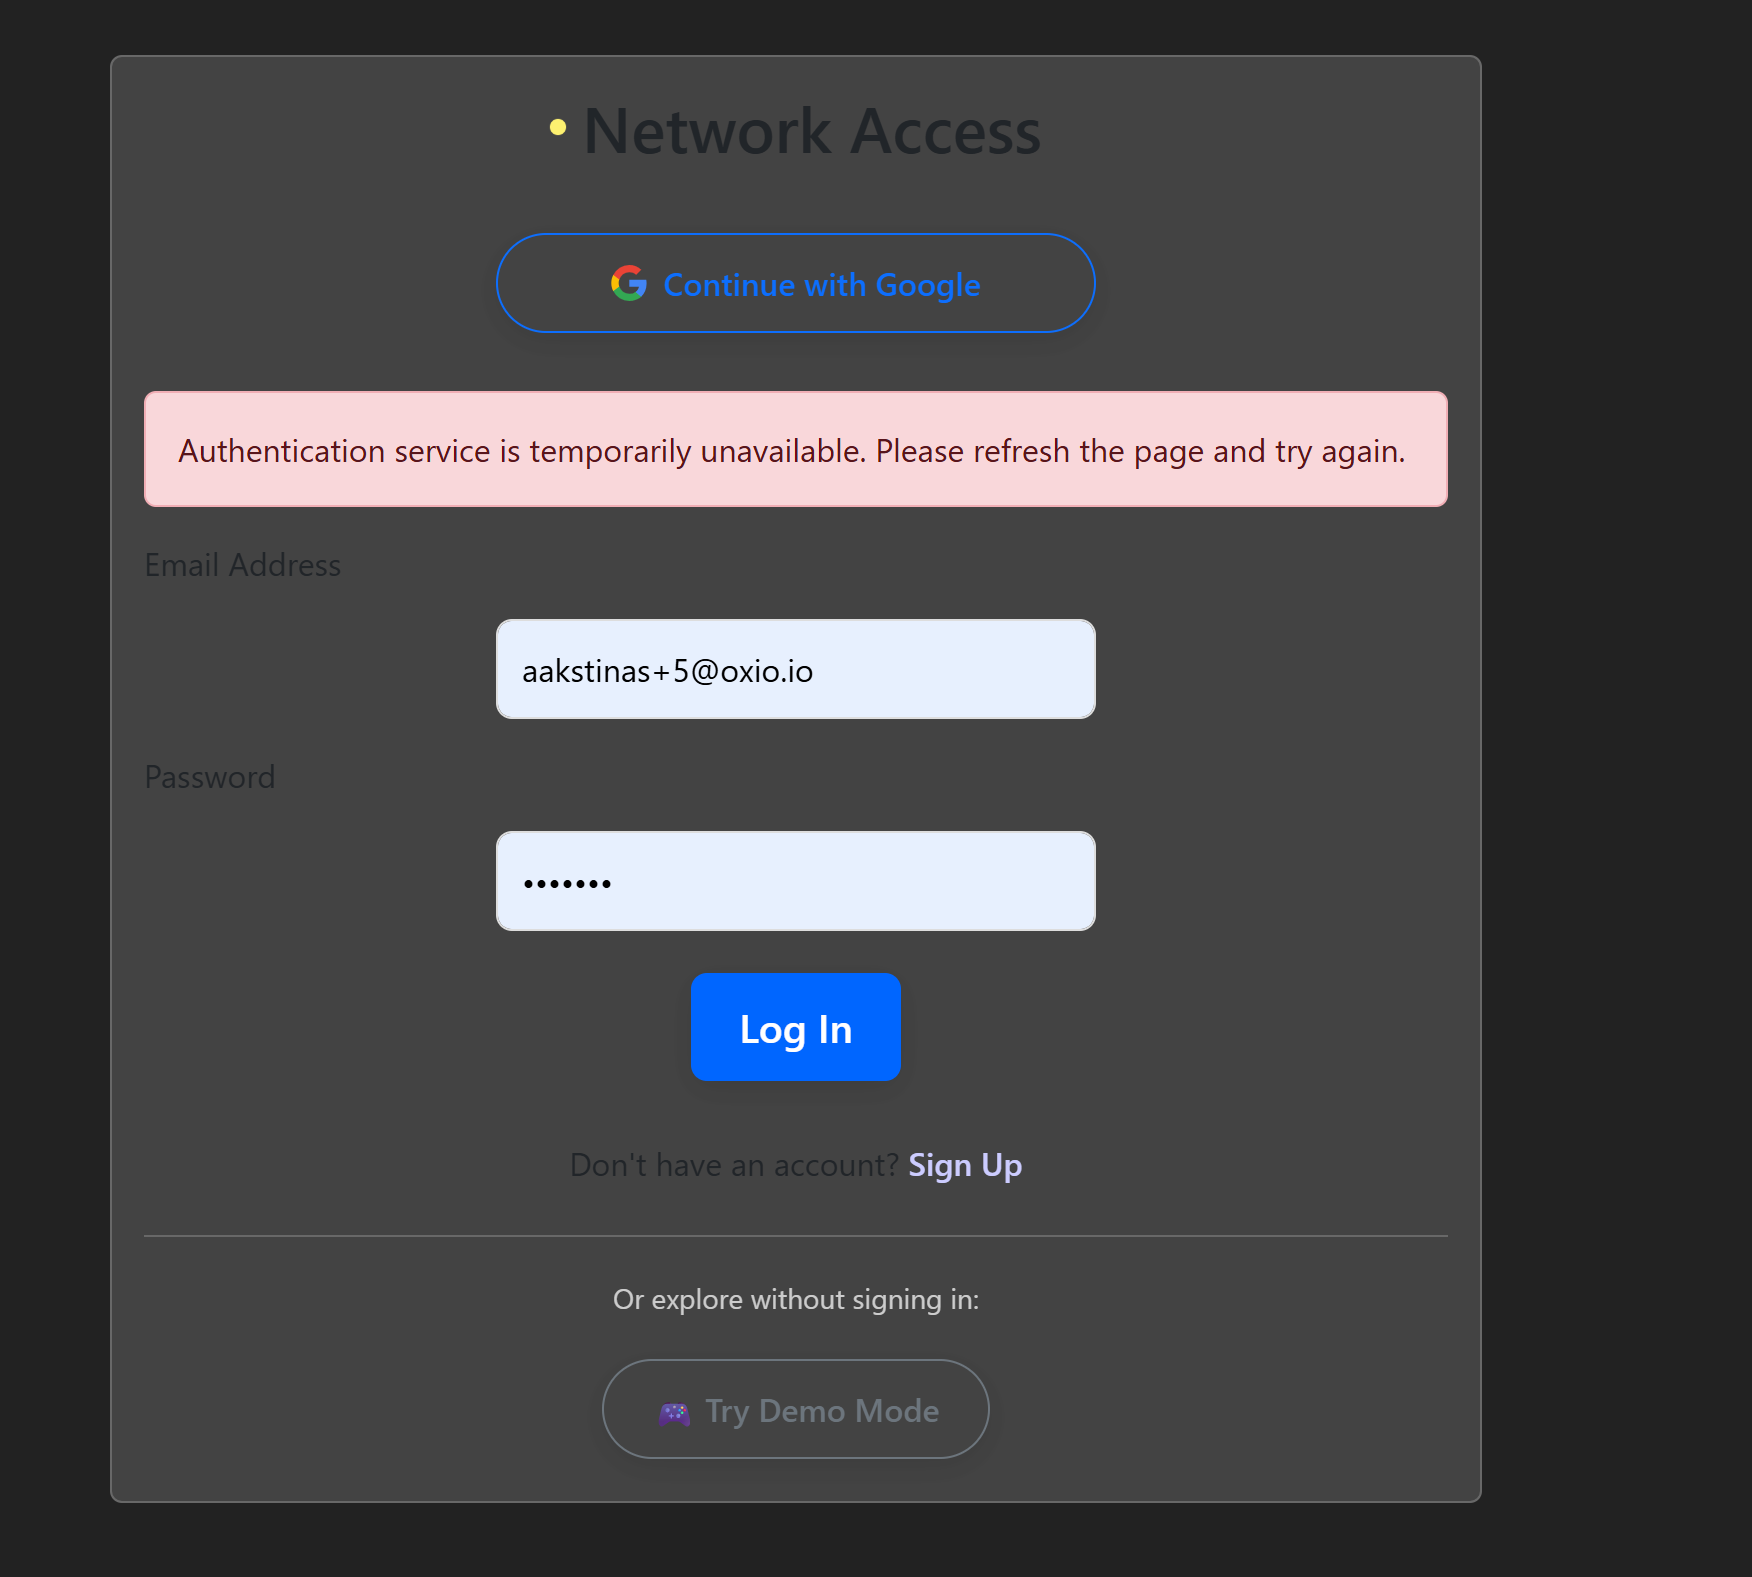 Network Access
Continue with Google
Authentication service is temporarily unavailable. Please refresh the page and try again.
Email Address
aakstinas+5@oxio.io
Password
•••••••
Log In
Don't have an account? Sign Up
Or explore without signing in:
🎮 Try Demo Mode